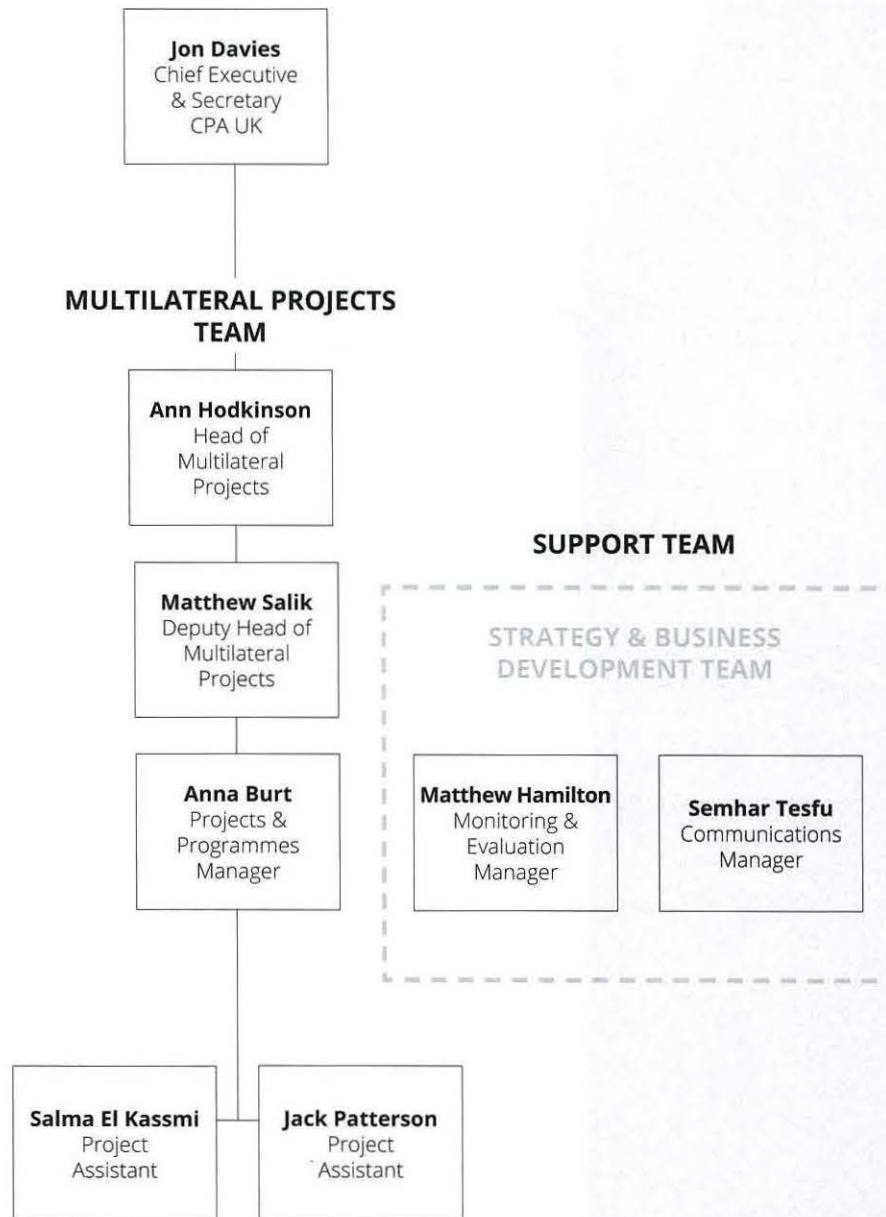 Jon Davies
Chief Executive
& Secretary
CPA UK
MULTILATERAL PROJECTS
TEAM
Ann Hodkinson
Head of
Multilateral
Projects
Matthew Salik
Deputy Head of
Multilateral
Projects
Anna Burt
Projects &
Programmes
Manager
SUPPORT TEAM
STRATEGY & BUSINESS
DEVELOPMENT TEAM
Matthew Hamilton
Monitoring &
Evaluation
Manager
Semhar Tesfu
Communications
Manager
Salma El Kassmi
Project
Assistant
Jack Patterson
Project
Assistant